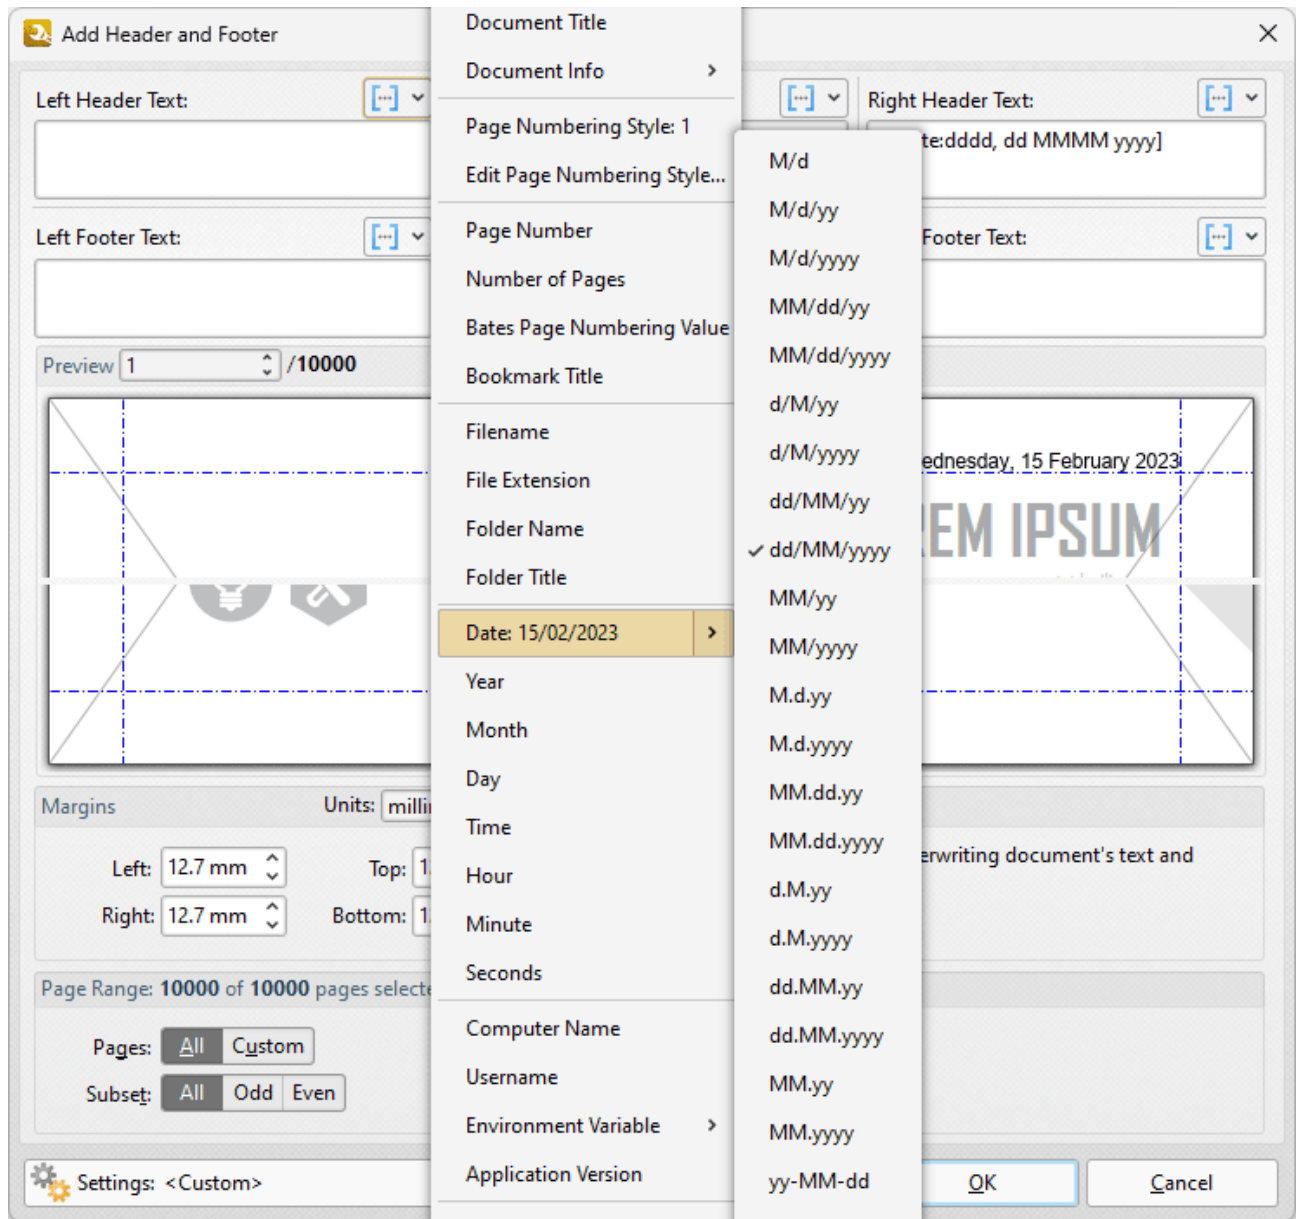 Add Header and Footer
Left Header Text:
Right Header Text:
te:dddd, dd MMMM yyyy]
Left Footer Text:
Footer Text:
Preview 1 /10000
ednesday, 15 February 2023
EM IPSUM
Margins
Units: milli
Left: 12.7 mm
Top: 1
Right: 12.7 mm
Bottom: 1
erwriting document's text and
Page Range: 10000 of 10000 pages selecte
Pages: All Custom
Subset: All Odd Even
Settings: <Custom>
OK
Cancel
Document Title
Document Info
Page Numbering Style: 1
Edit Page Numbering Style...
Page Number
Number of Pages
Bates Page Numbering Value
Bookmark Title
Filename
File Extension
Folder Name
Folder Title
Date: 15/02/2023
Year
Month
Day
Time
Hour
Minute
Seconds
Computer Name
Username
Environment Variable
Application Version
M/d
M/d/yy
M/d/yyyy
MM/dd/yy
MM/dd/yyyy
d/M/yy
d/M/yyyy
dd/MM/yy
dd/MM/yyyy
MM/yy
MM/yyyy
M.d.yy
M.d.yyyy
MM.dd.yy
MM.dd.yyyy
d.M.yy
d.M.yyyy
dd.MM.yy
dd.MM.yyyy
MM.yy
MM.yyyy
yy-MM-dd